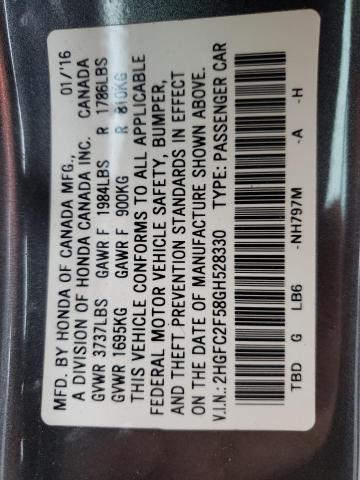 MFD. BY HONDA OF CANADA MFG., 01/'16
A DIVISION OF HONDA CANADA INC. CANADA
GVWR 3737LBS GAWR F 1984LBS R 1786LBS
GVWR 1695KG GAWR F 900KG R 810KG
THIS VEHICLE CONFORMS TO ALL APPLICABLE
FEDERAL MOTOR VEHICLE SAFETY, BUMPER,
AND THEFT PREVENTION STANDARDS IN EFFECT
ON THE DATE OF MANUFACTURE SHOWN ABOVE.
V.I.N.: 2HGFC2F58GH528330 TYPE: PASSENGER CAR
TBD G LB6 -NH797M -A -H